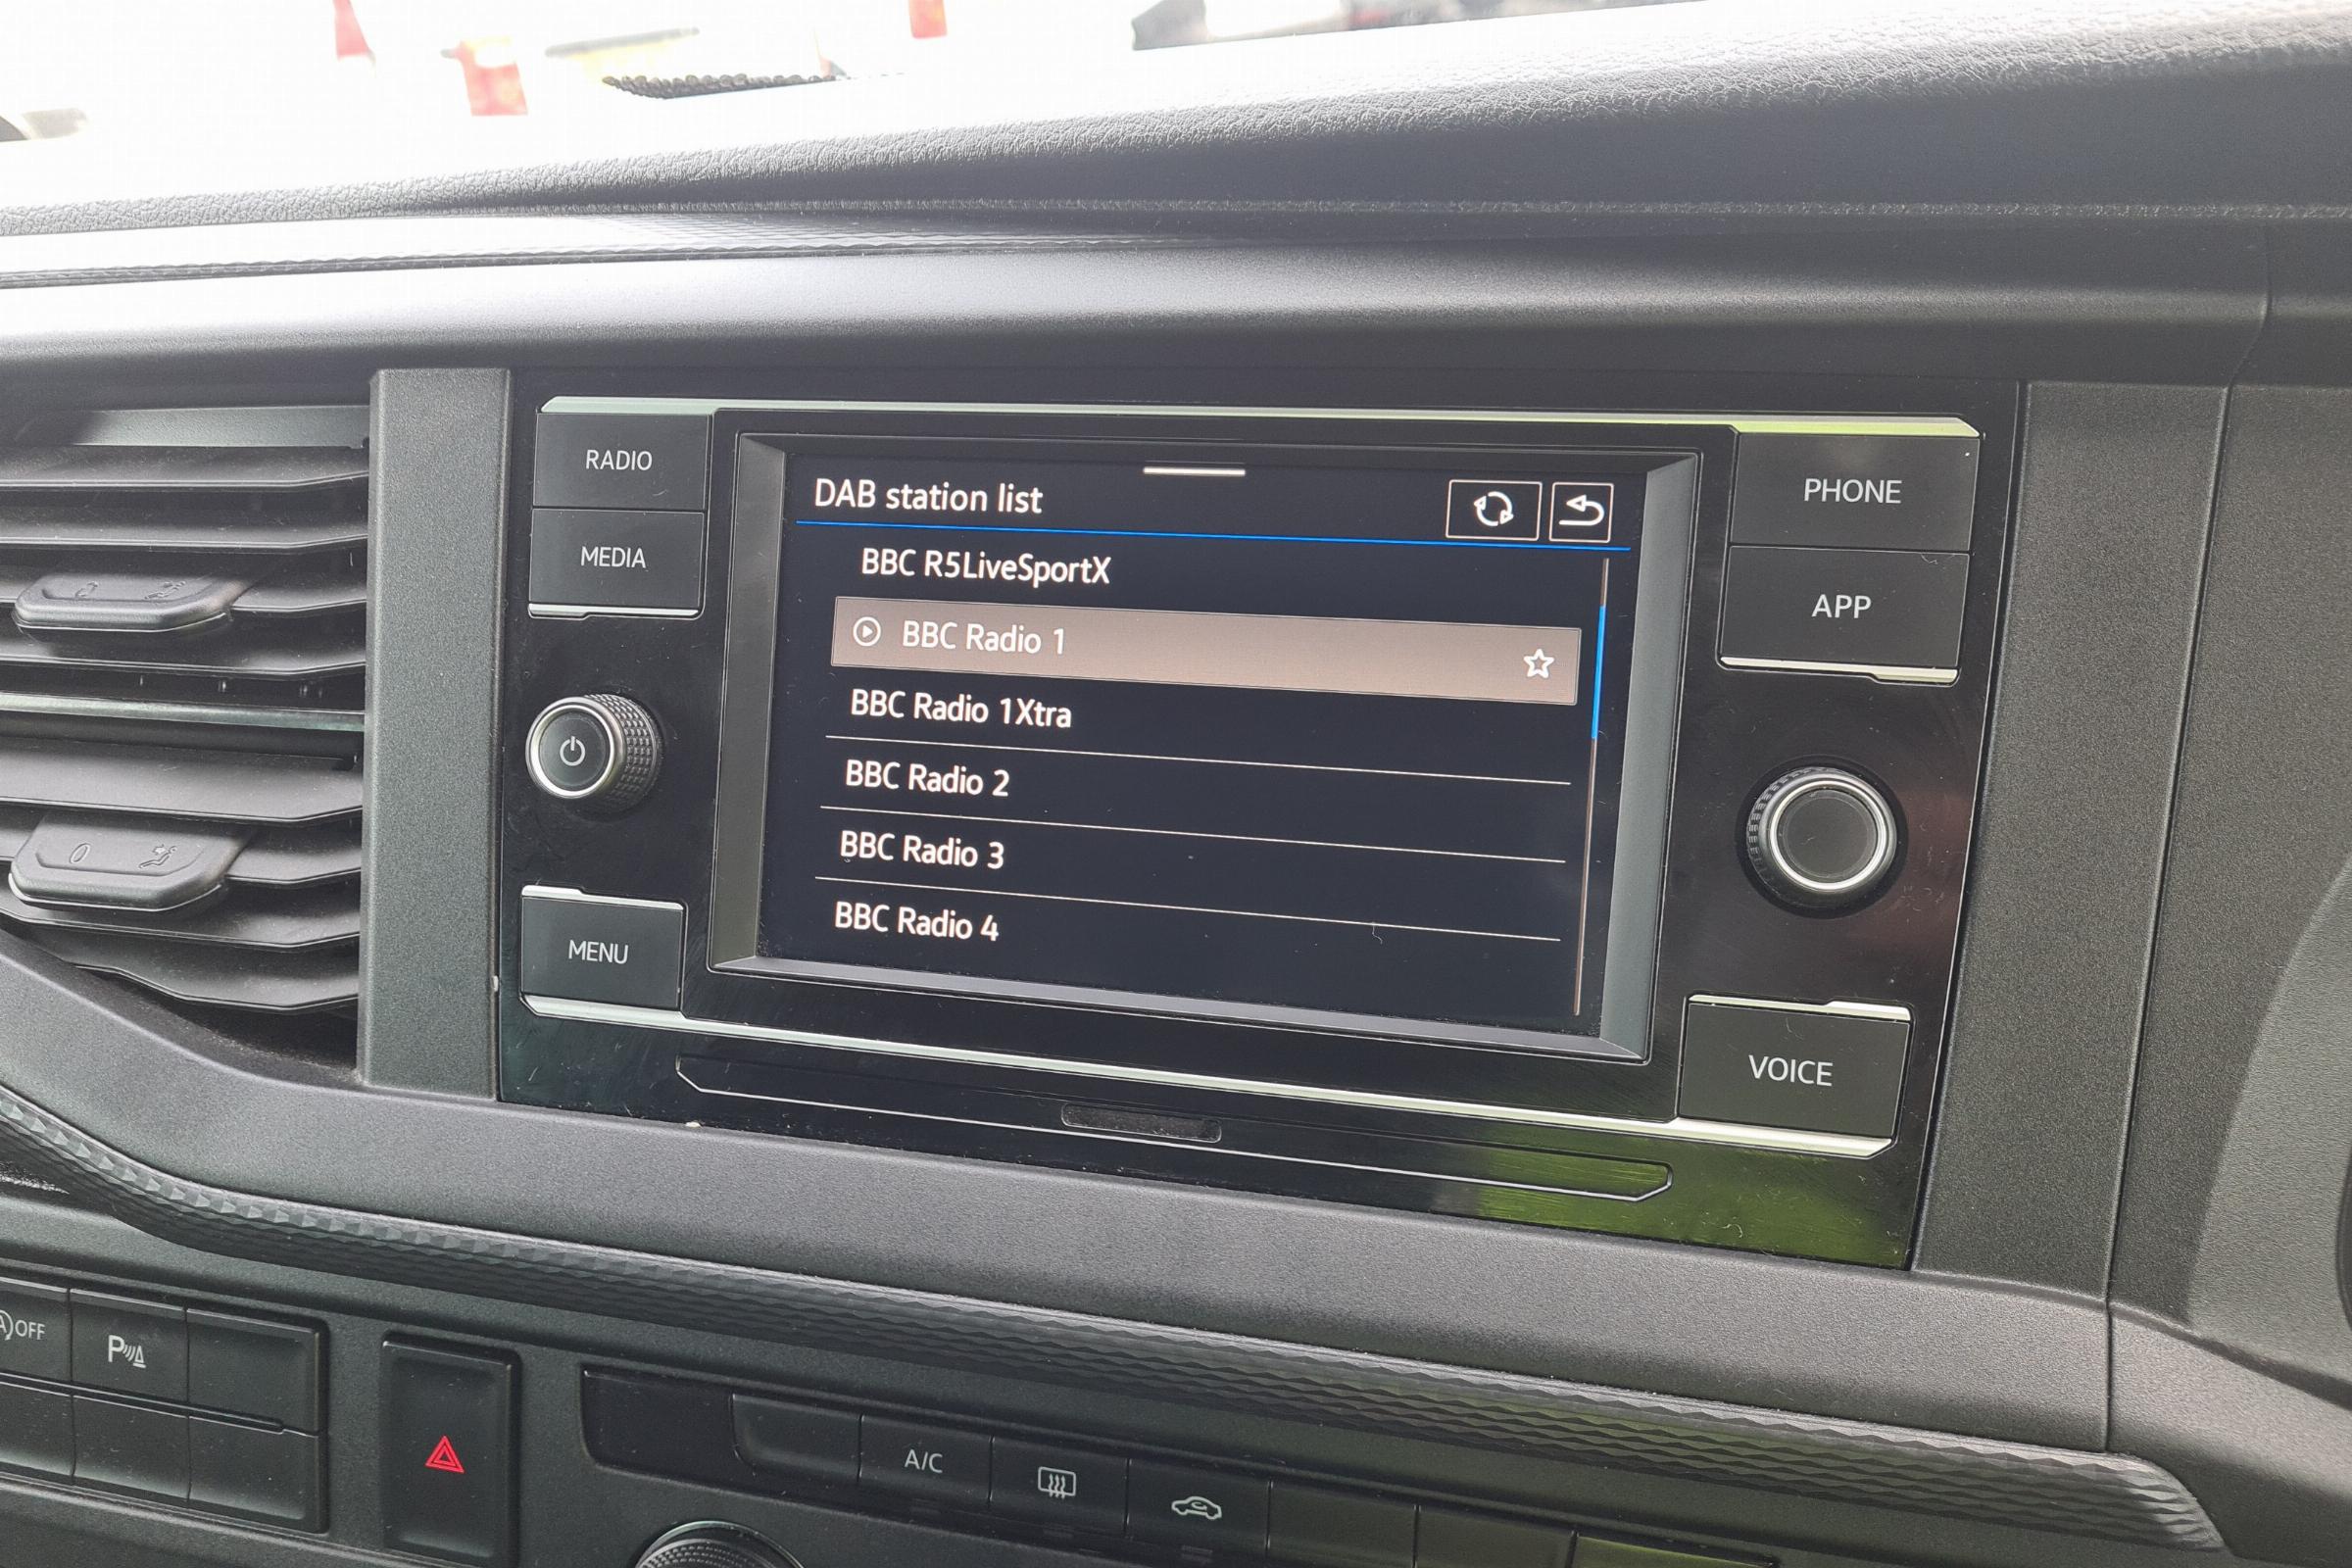 RADIO
MEDIA
MENU
DAB station list
BBC R5LiveSportX
BBC Radio 1
BBC Radio 1Xtra
BBC Radio 2
BBC Radio 3
BBC Radio 4
PHONE
APP
VOICE
0
OFF
P
A/C